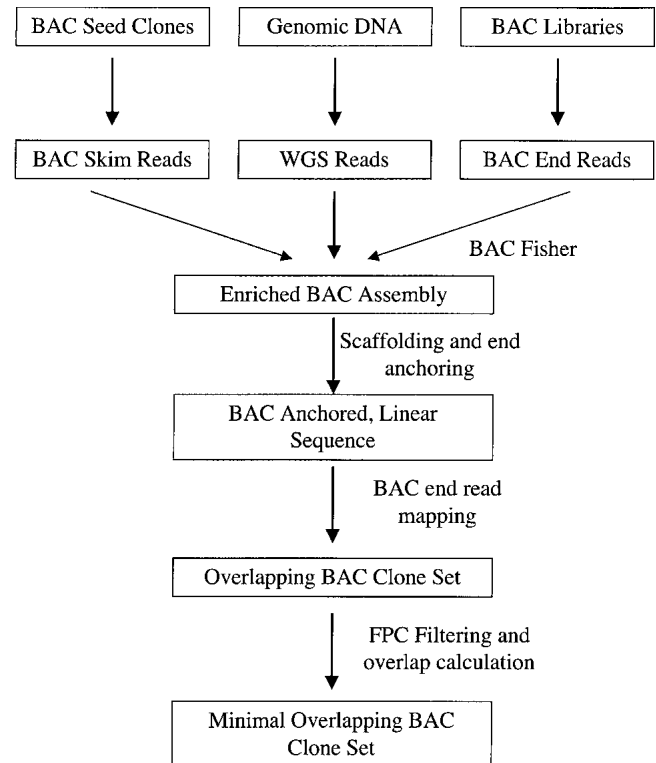 BAC Seed Clones
Genomic DNA
BAC Libraries
BAC Skim Reads
WGS Reads
BAC End Reads
BAC Fisher
Enriched BAC Assembly
Scaffolding and end
anchoring
BAC Anchored, Linear
Sequence
BAC end read
mapping
Overlapping BAC Clone Set
FPC Filtering and
overlap calculation
Minimal Overlapping BAC
Clone Set